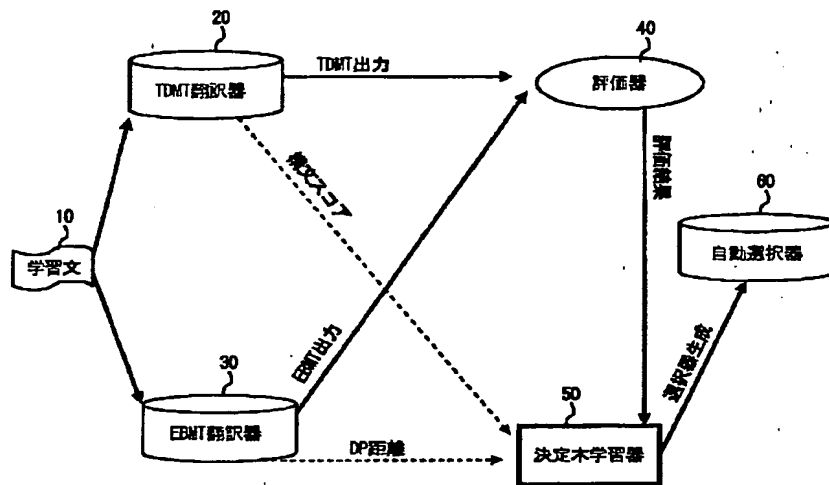 20
TDMT翻訳器
TDMT出力
40
評価器
構文スコア
評価結果
10
学習文
60
自動選択器
EBMT出力
選択器生成
30
EBMT翻訳器
DP距離
50
決定木学習器